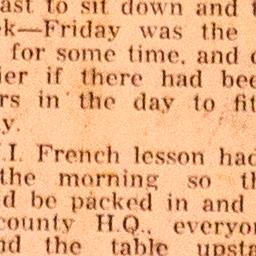 ast to sit down and t
k—Friday was the
for some time, and c
ier if there had bee
rs in the day to fit
y.
.I. French lesson had
the morning so th
d be packed in and
county H.Q., everyon
nd the table upsta